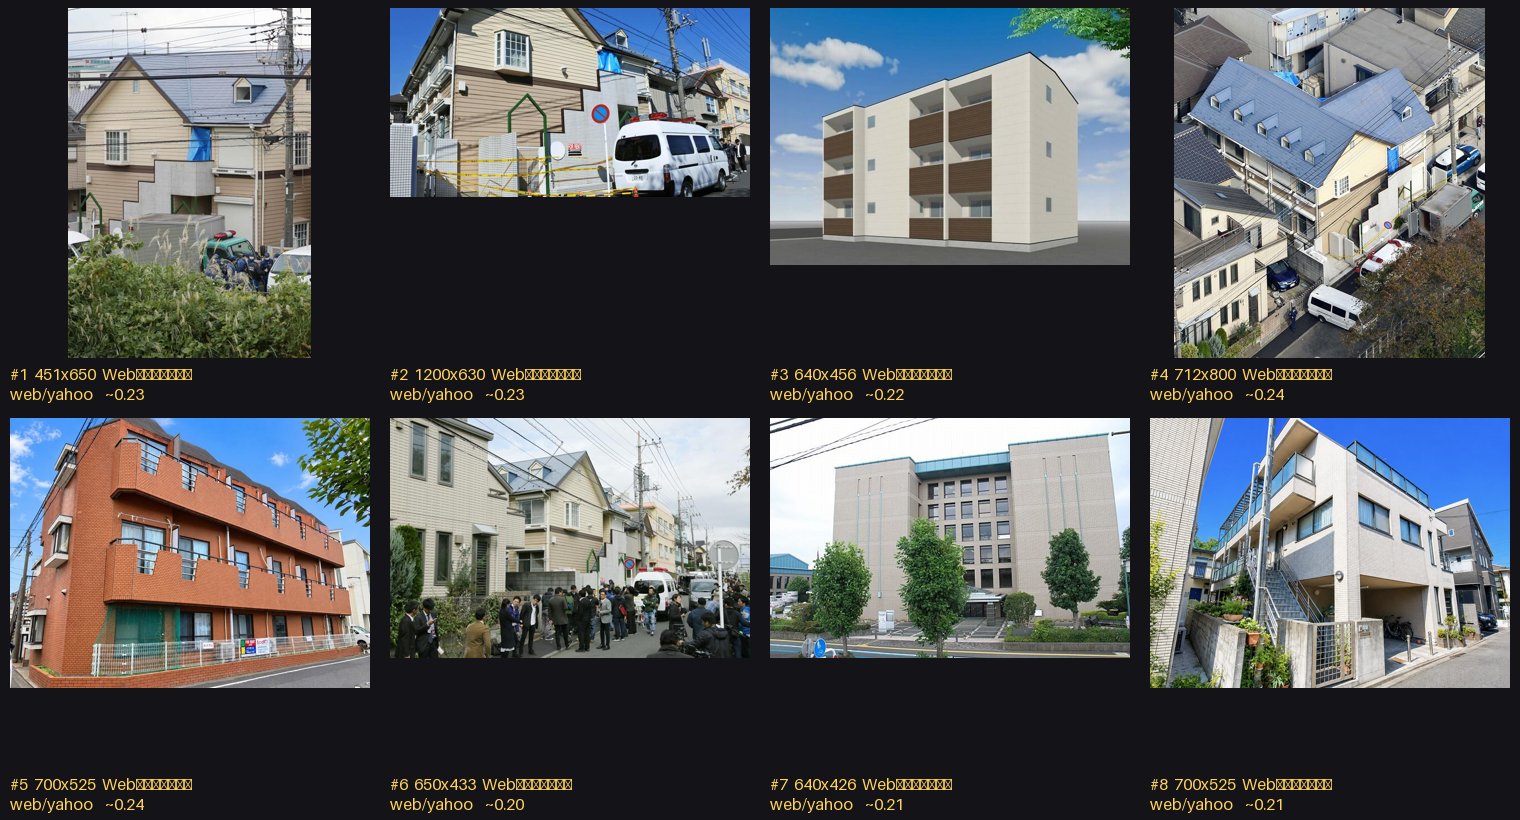 #1 451x650 Web
web/yahoo ~0.23
#2 1200x630 Web
web/yahoo ~0.23
#3 640x456 Web
web/yahoo ~0.22
#4 712x800 Web
web/yahoo ~0.24
#5 700x525 Web
web/yahoo ~0.24
#6 650x433 Web
web/yahoo ~0.20
#7 640x426 Web
web/yahoo ~0.21
#8 700x525 Web
web/yahoo ~0.21